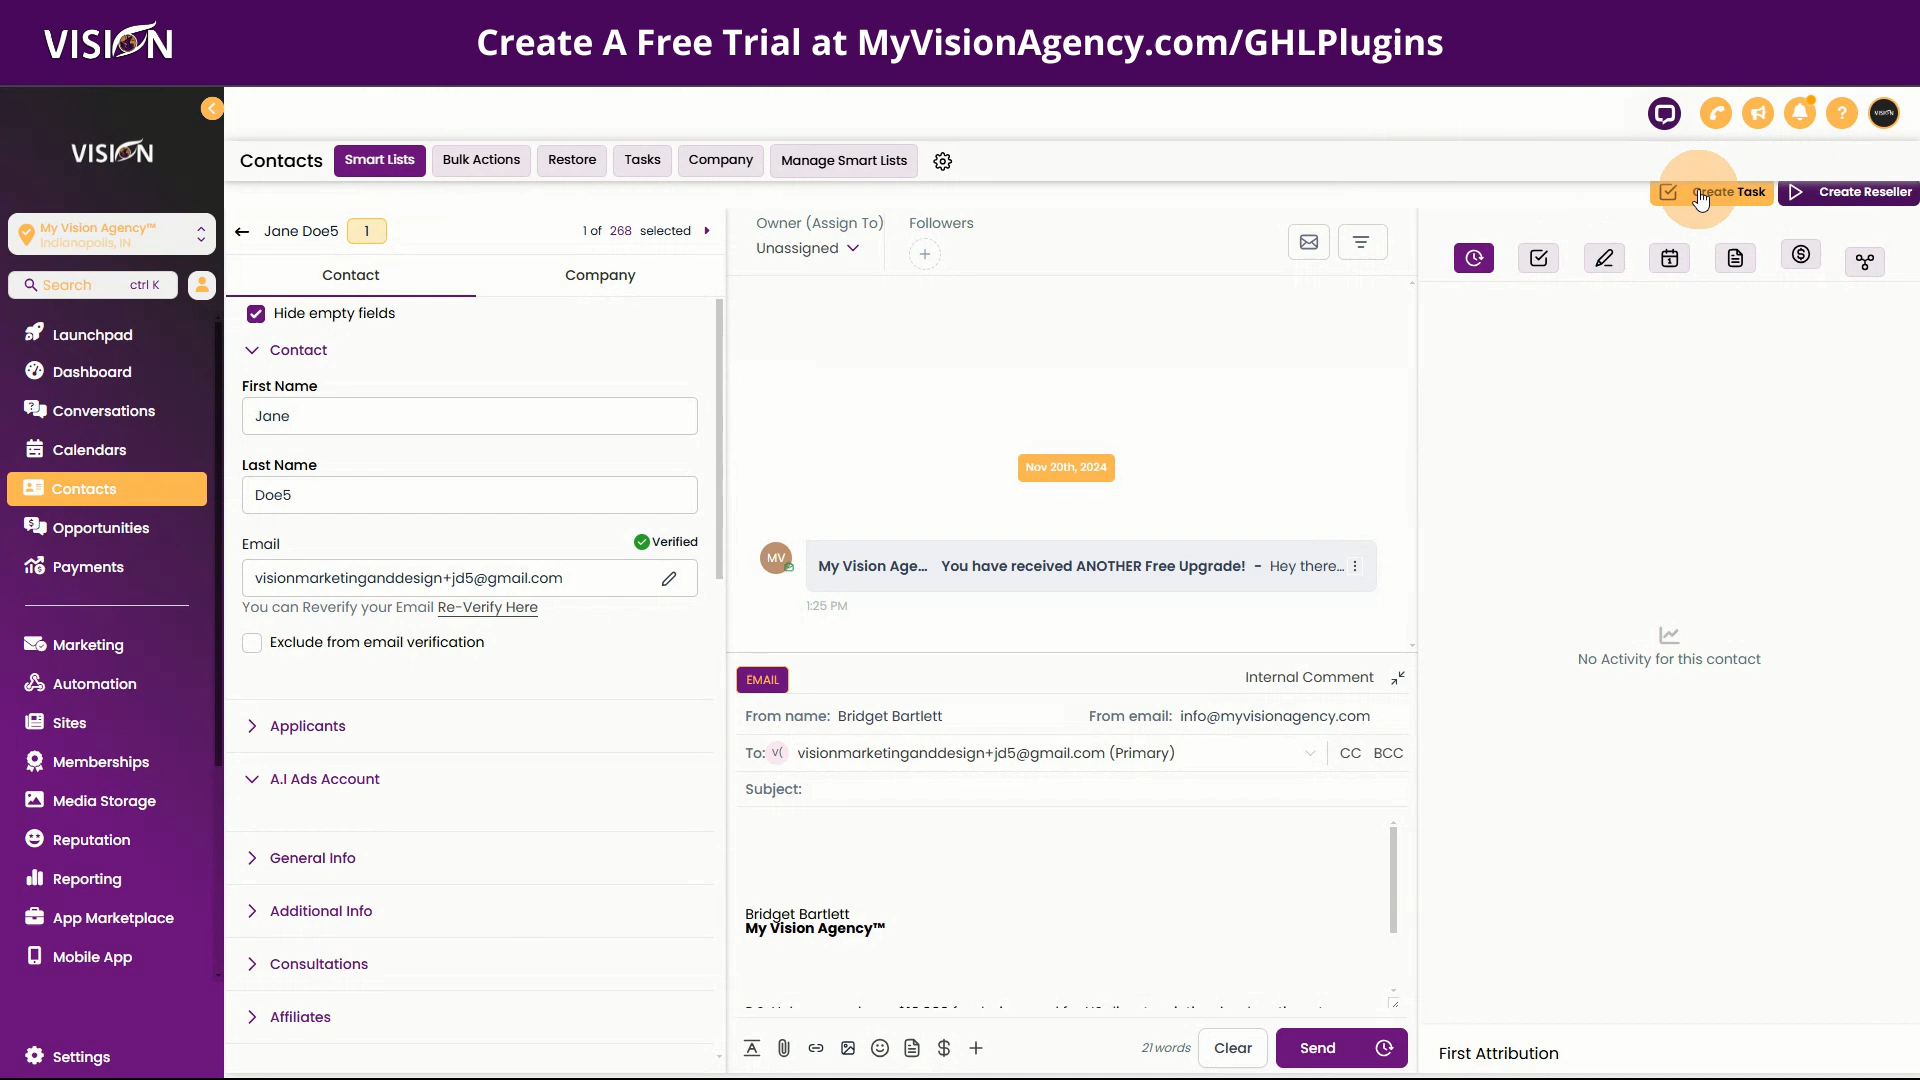 VISION
Create A Free Trial at MyVisionAgency.com/GHLPlugins
VISION
My Vision Agency™
Indianapolis, IN
Search ctrl K
Launchpad
Dashboard
Conversations
Calendars
Contacts
Opportunities
Payments
Marketing
Automation
Sites
Memberships
Media Storage
Reputation
Reporting
App Marketplace
Mobile App
Settings
Contacts Smart Lists Bulk Actions Restore Tasks Company Manage Smart Lists
Create Task Create Reseller
Jane Doe5 1 1 of 268 selected
Contact Company
Hide empty fields
Contact
First Name
Jane
Last Name
Doe5
Email Verified
visionmarketinganddesign+jd5@gmail.com
You can Reverify your Email Re-Verify Here
Exclude from email verification
Applicants
A.I Ads Account
General Info
Additional Info
Consultations
Affiliates
Owner (Assign To) Followers
Unassigned
Nov 20th, 2024
MV My Vision Age... You have received ANOTHER Free Upgrade! - Hey there...
1:25 PM
EMAIL Internal Comment
From name: Bridget Bartlett From email: info@myvisionagency.com
To: V( visionmarketinganddesign+jd5@gmail.com (Primary) CC BCC
Subject:
Bridget Bartlett
My Vision Agency™
21 words Clear Send
No Activity for this contact
First Attribution